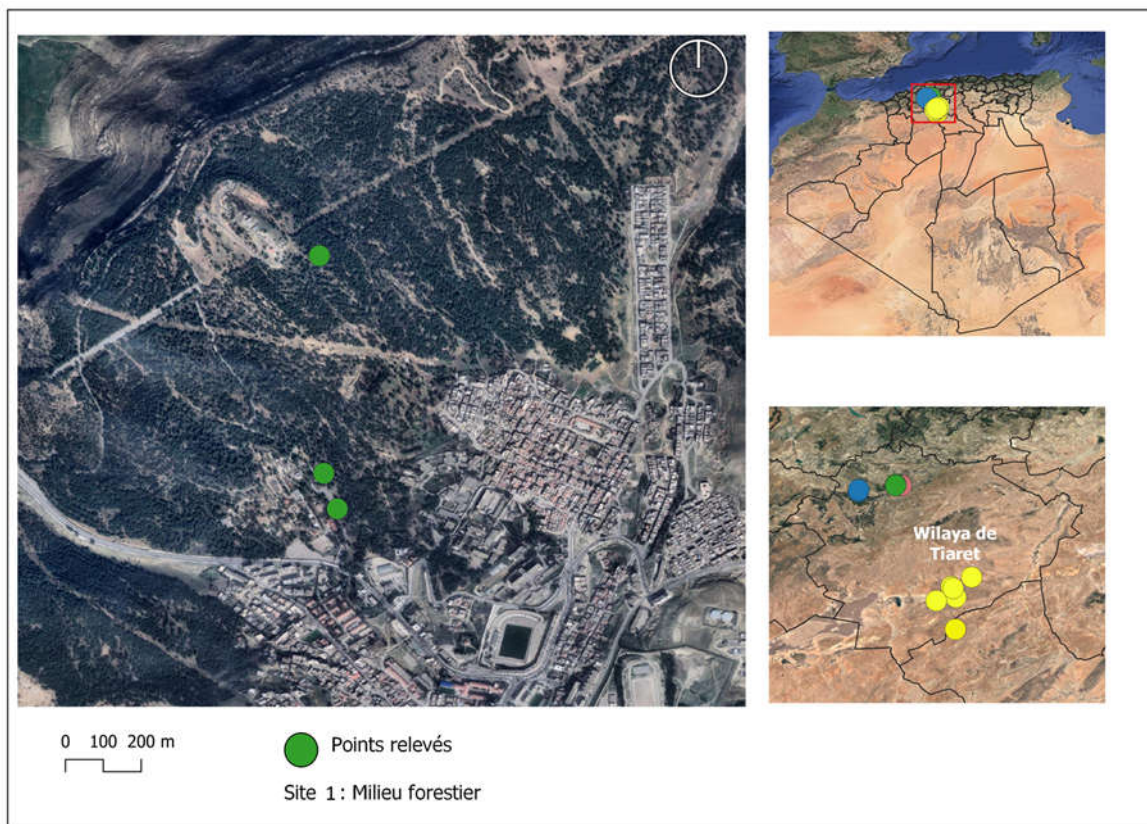 Wilaya de
Tiaret
0 100 200 m
Points relevés
Site 1 : Milieu forestier